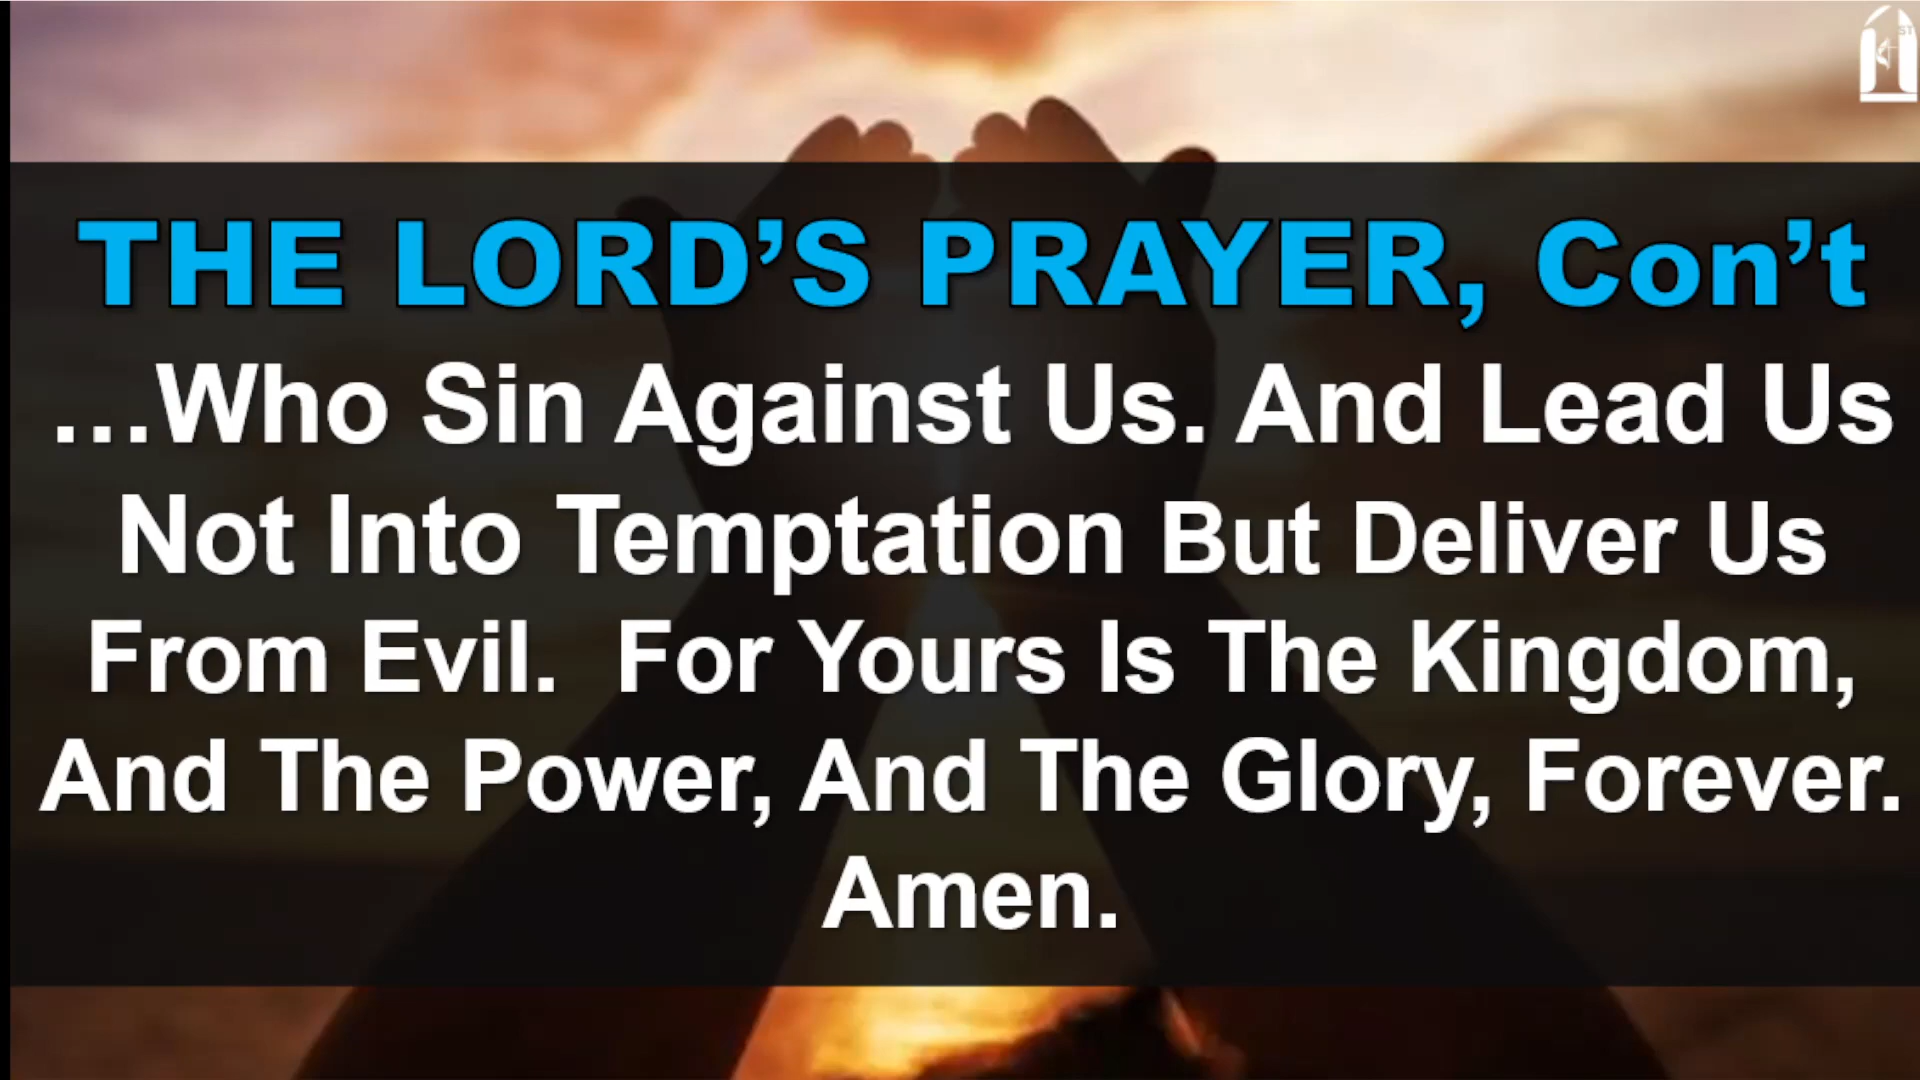 THE LORD’S PRAYER, Con’t
…Who Sin Against Us. And Lead Us
Not Into Temptation But Deliver Us
From Evil.  For Yours Is The Kingdom,
And The Power, And The Glory, Forever.
Amen.